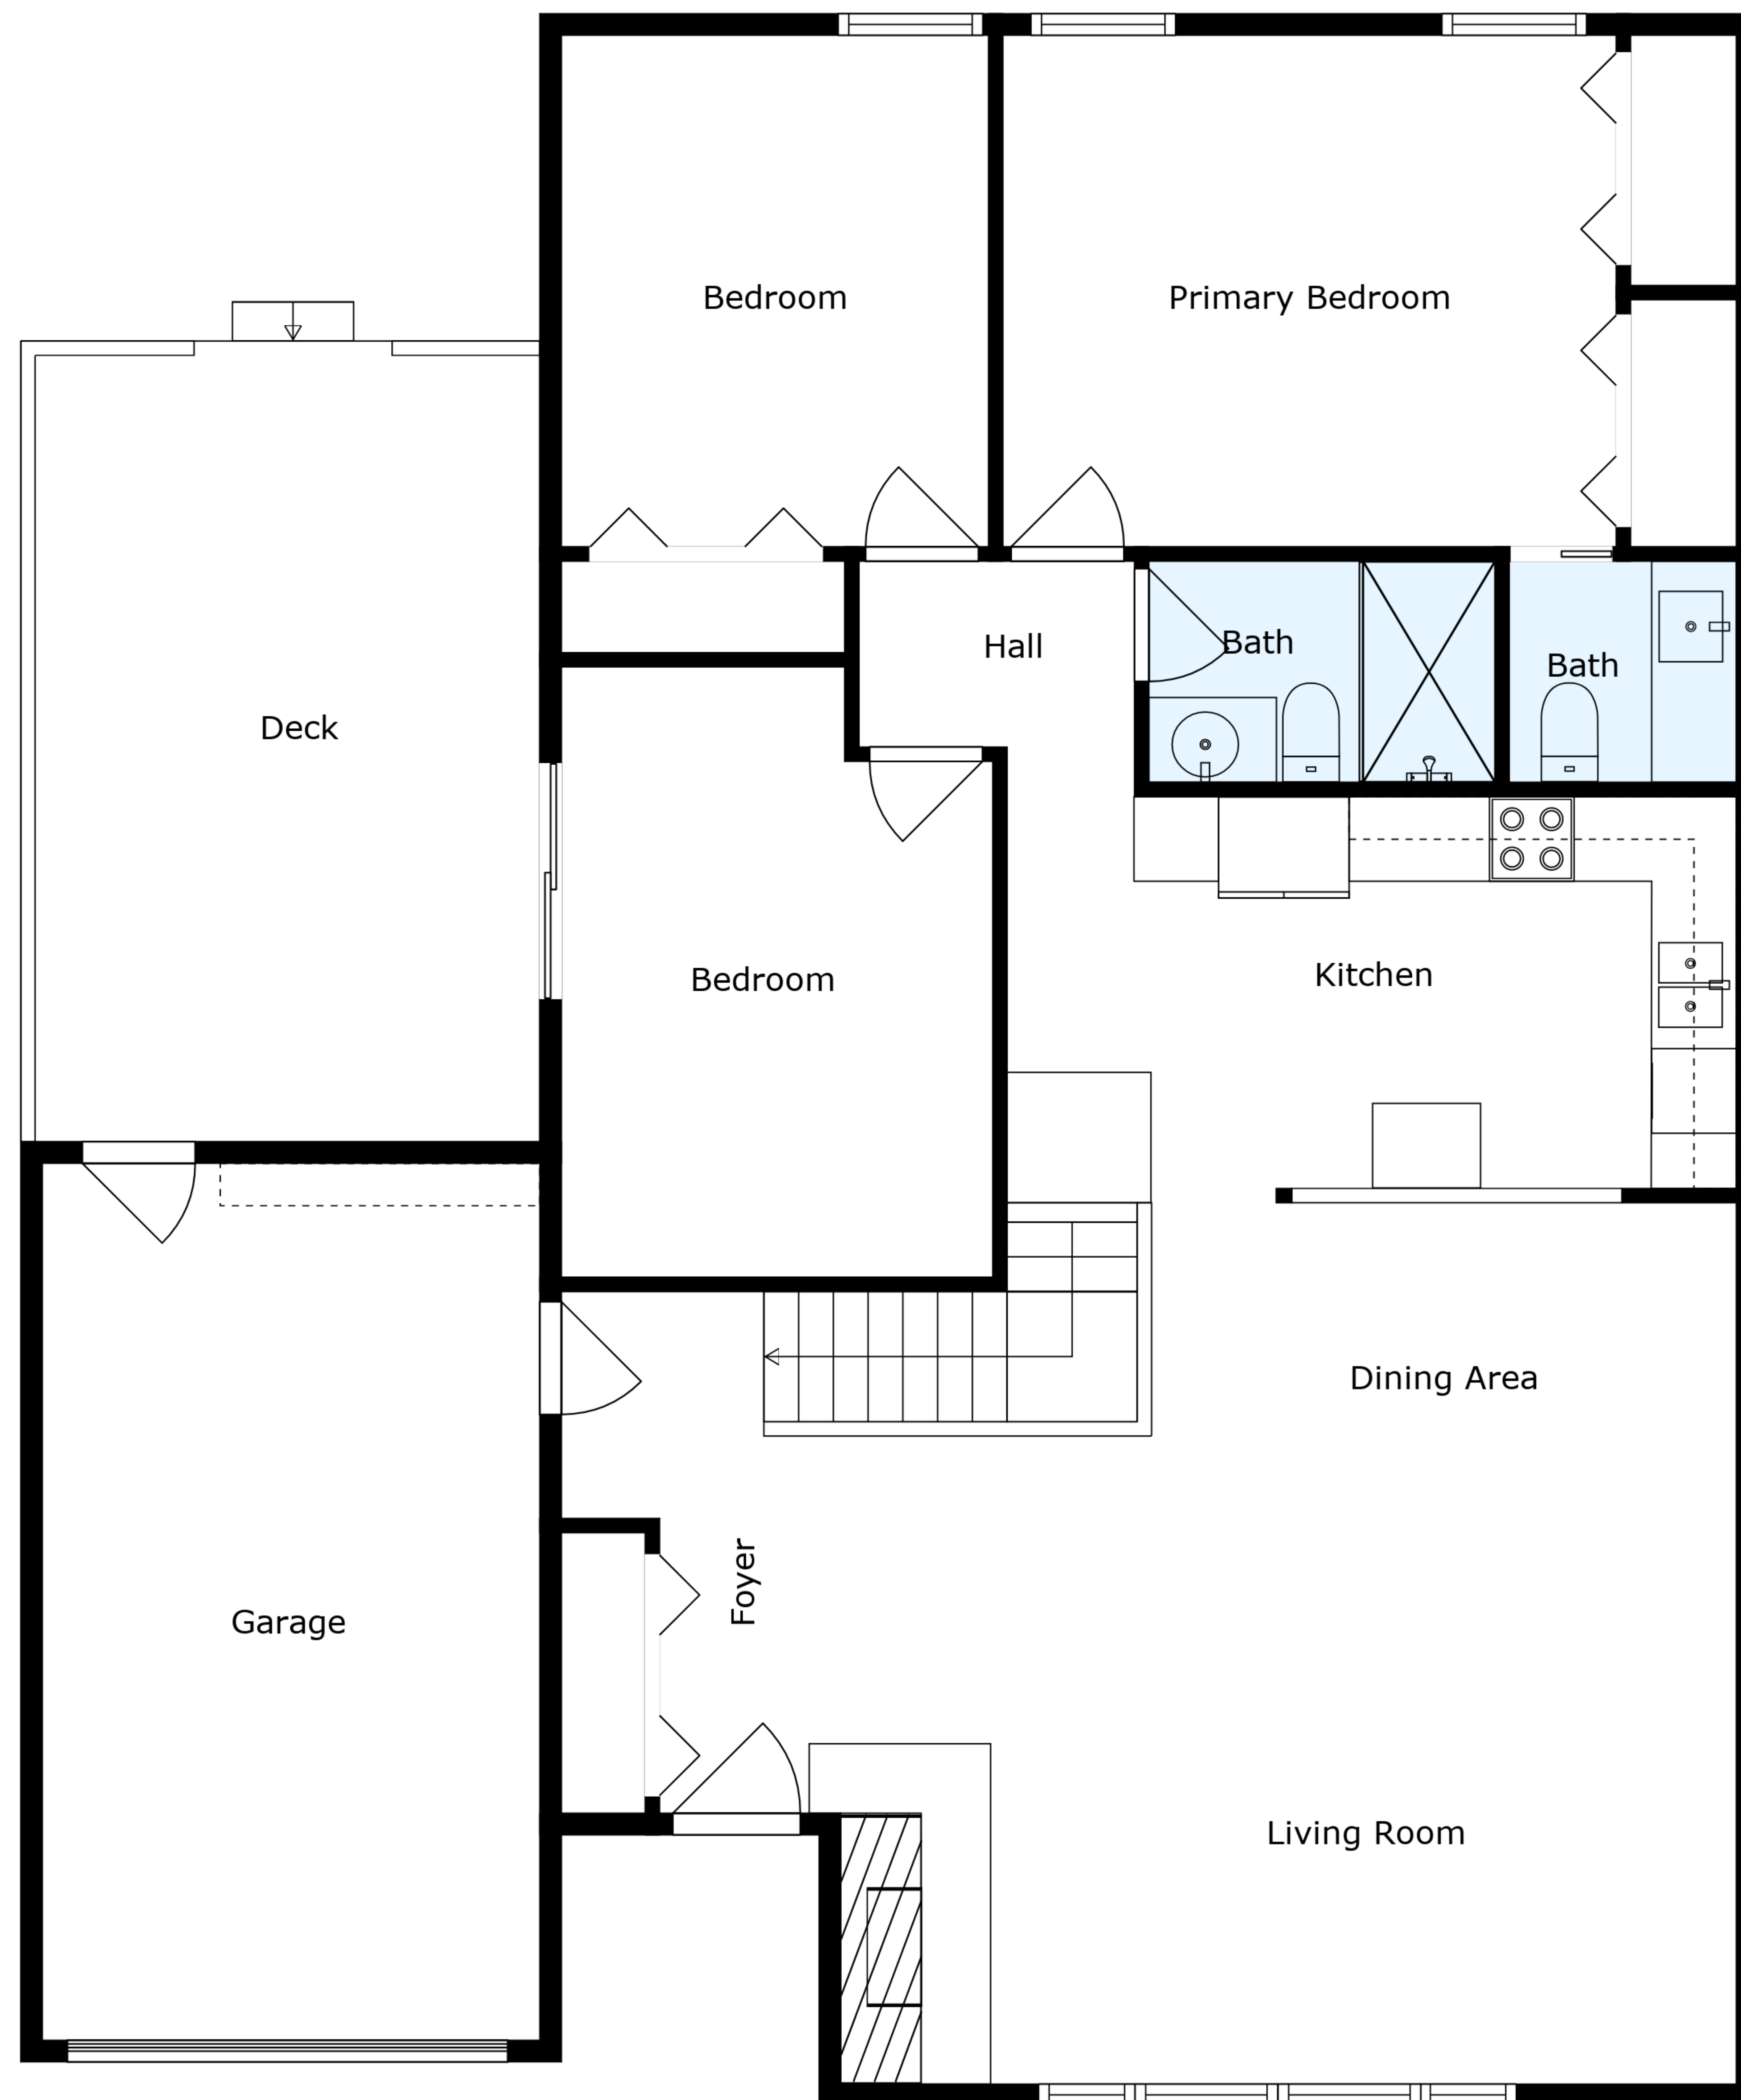 Bedroom
Primary Bedroom
Hall
Bath
Bath
Deck
Bedroom
Kitchen
Dining Area
Foyer
Garage
Living Room